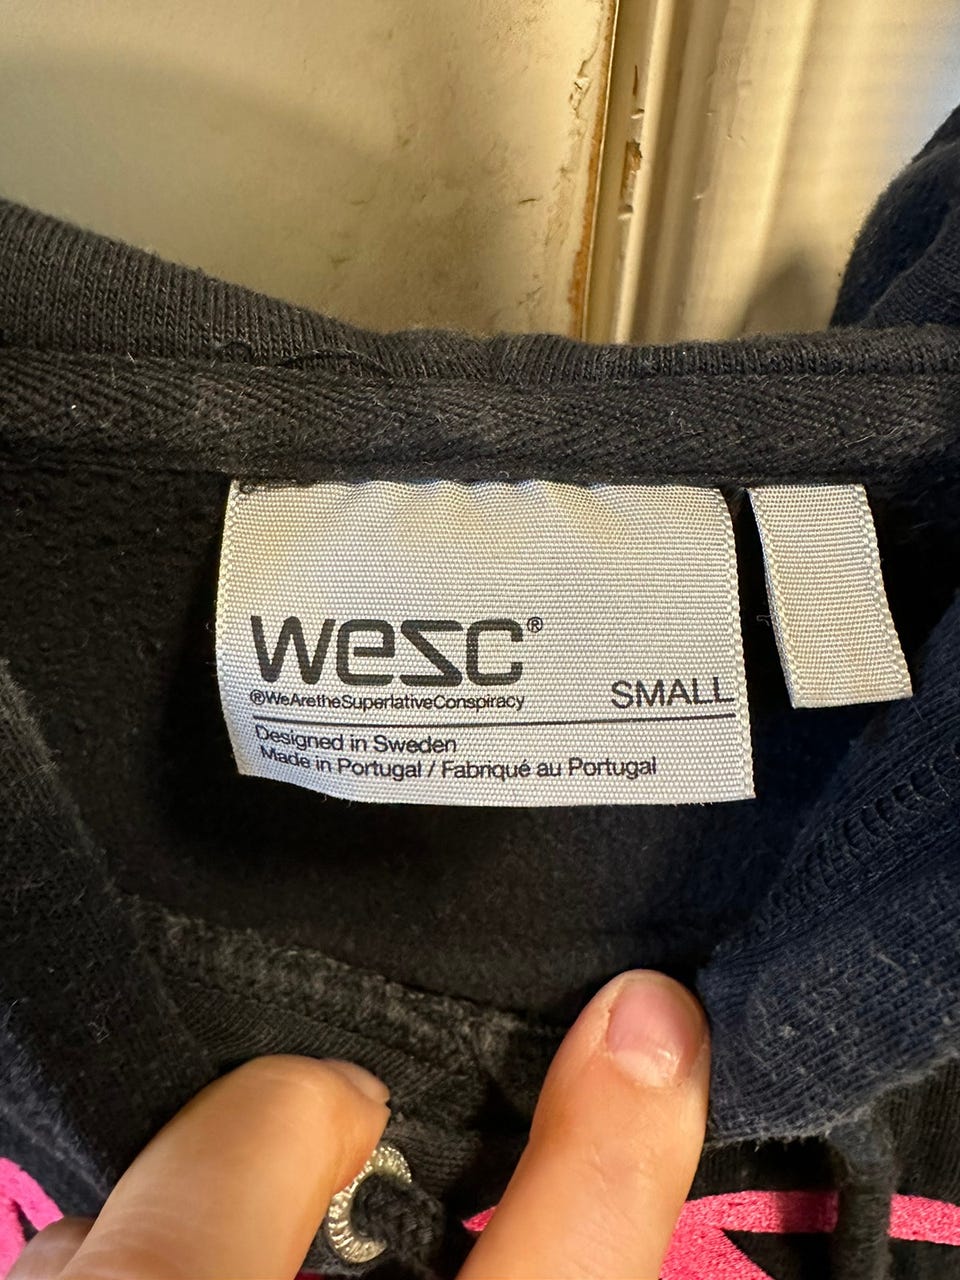 wesc®
®WeAretheSuperlativeConspiracy
SMALL
Designed in Sweden
Made in Portugal / Fabriqué au Portugal